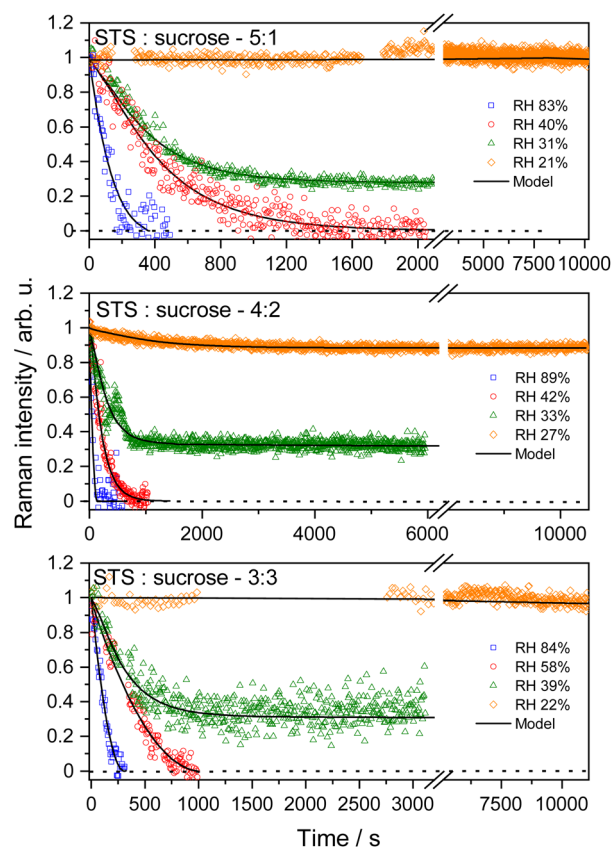 STS : sucrose - 5:1
1.2
1
0.8
0.6
0.4
0.2
0
RH 83%
RH 40%
RH 31%
RH 21%
Model
0 400 800 1200 1600 2000 5000 7500 10000
STS : sucrose - 4:2
1.2
1
0.8
0.6
0.4
0.2
0
RH 89%
RH 42%
RH 33%
RH 27%
Model
0 2000 4000 6000 10000
Raman intensity / arb. u.
STS : sucrose - 3:3
1.2
1
0.8
0.6
0.4
0.2
0
RH 84%
RH 58%
RH 39%
RH 22%
Model
0 500 1000 1500 2000 2500 3000 7500 10000
Time / s